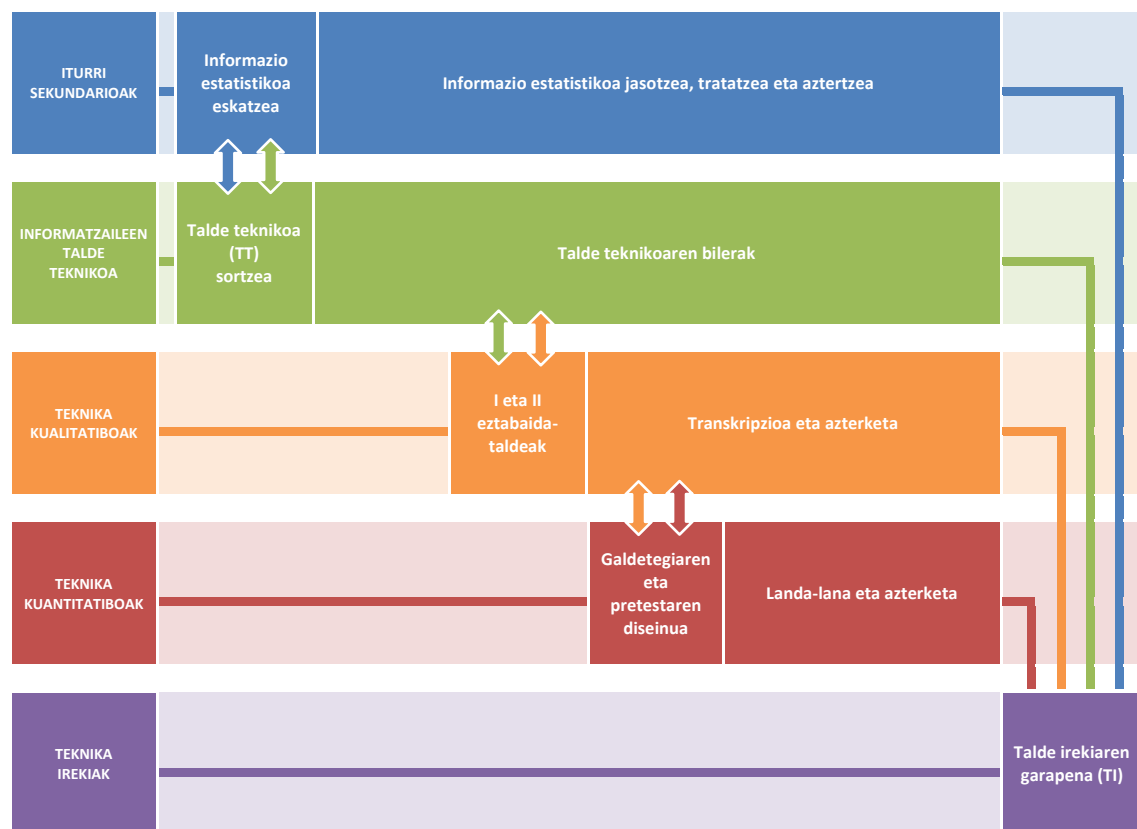 ITURRI
SEKUNDARIOAK
Informazio
estatistikoa
eskatzea
Informazio estatistikoa jasotzea, tratatzea eta aztertzea
INFORMATZAILEEN
TALDE
TEKNIKOA
Talde teknikoa
(TT)
sortzea
Talde teknikoaren bilerak
TEKNIKA
KUALITATIBOAK
I eta II
eztabaida-
taldeak
Transkripzioa eta azterketa
TEKNIKA
KUANTITATIBOAK
Galdetegiaren
eta
pretestaren
diseinua
Landa-lana eta azterketa
TEKNIKA
IREKIAK
Talde irekiaren
garapena (TI)